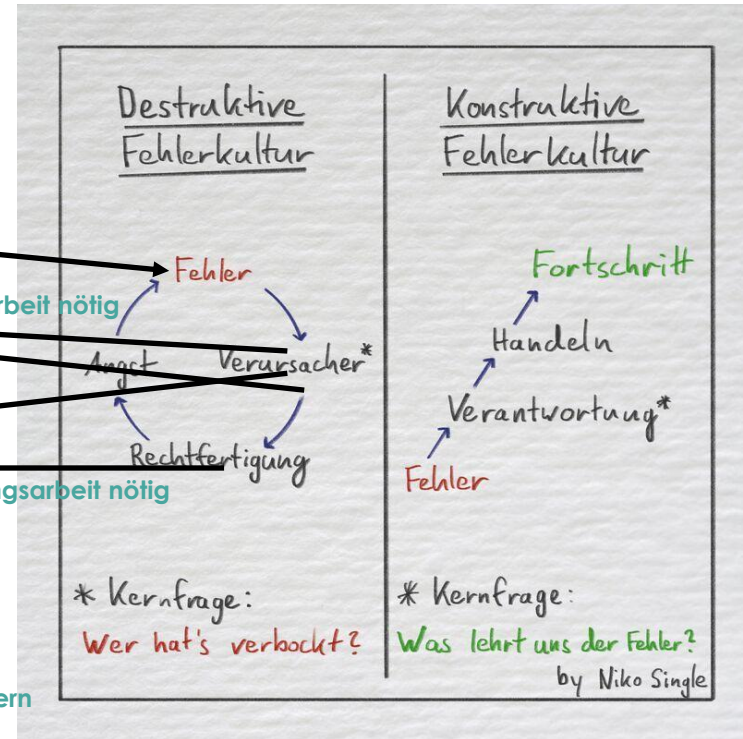 Destruktive
Fehlerkultur
Fehler
Verursacher*
Rechtfertigung
Angst
* Kernfrage:
Wer hat's verbockt?
Konstruktive
Fehlerkultur
Fortschritt
Handeln
Verantwortung*
Fehler
* Kernfrage:
Was lehrt uns der Fehler?
by Niko Single
rbeit nötig
ngsarbeit nötig
ern